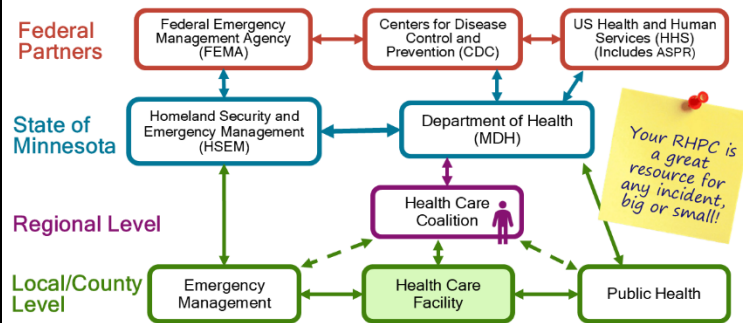 Federal
Partners
Federal Emergency
Management Agency
(FEMA)
Centers for Disease
Control and
Prevention (CDC)
US Health and Human
Services (HHS)
(Includes ASPR)
State of
Minnesota
Homeland Security and
Emergency Management
(HSEM)
Department of Health
(MDH)
Your RHPC is
a great
resource for
any incident,
big or small!
Regional Level
Health Care
Coalition
Local/County
Level
Emergency
Management
Health Care
Facility
Public Health